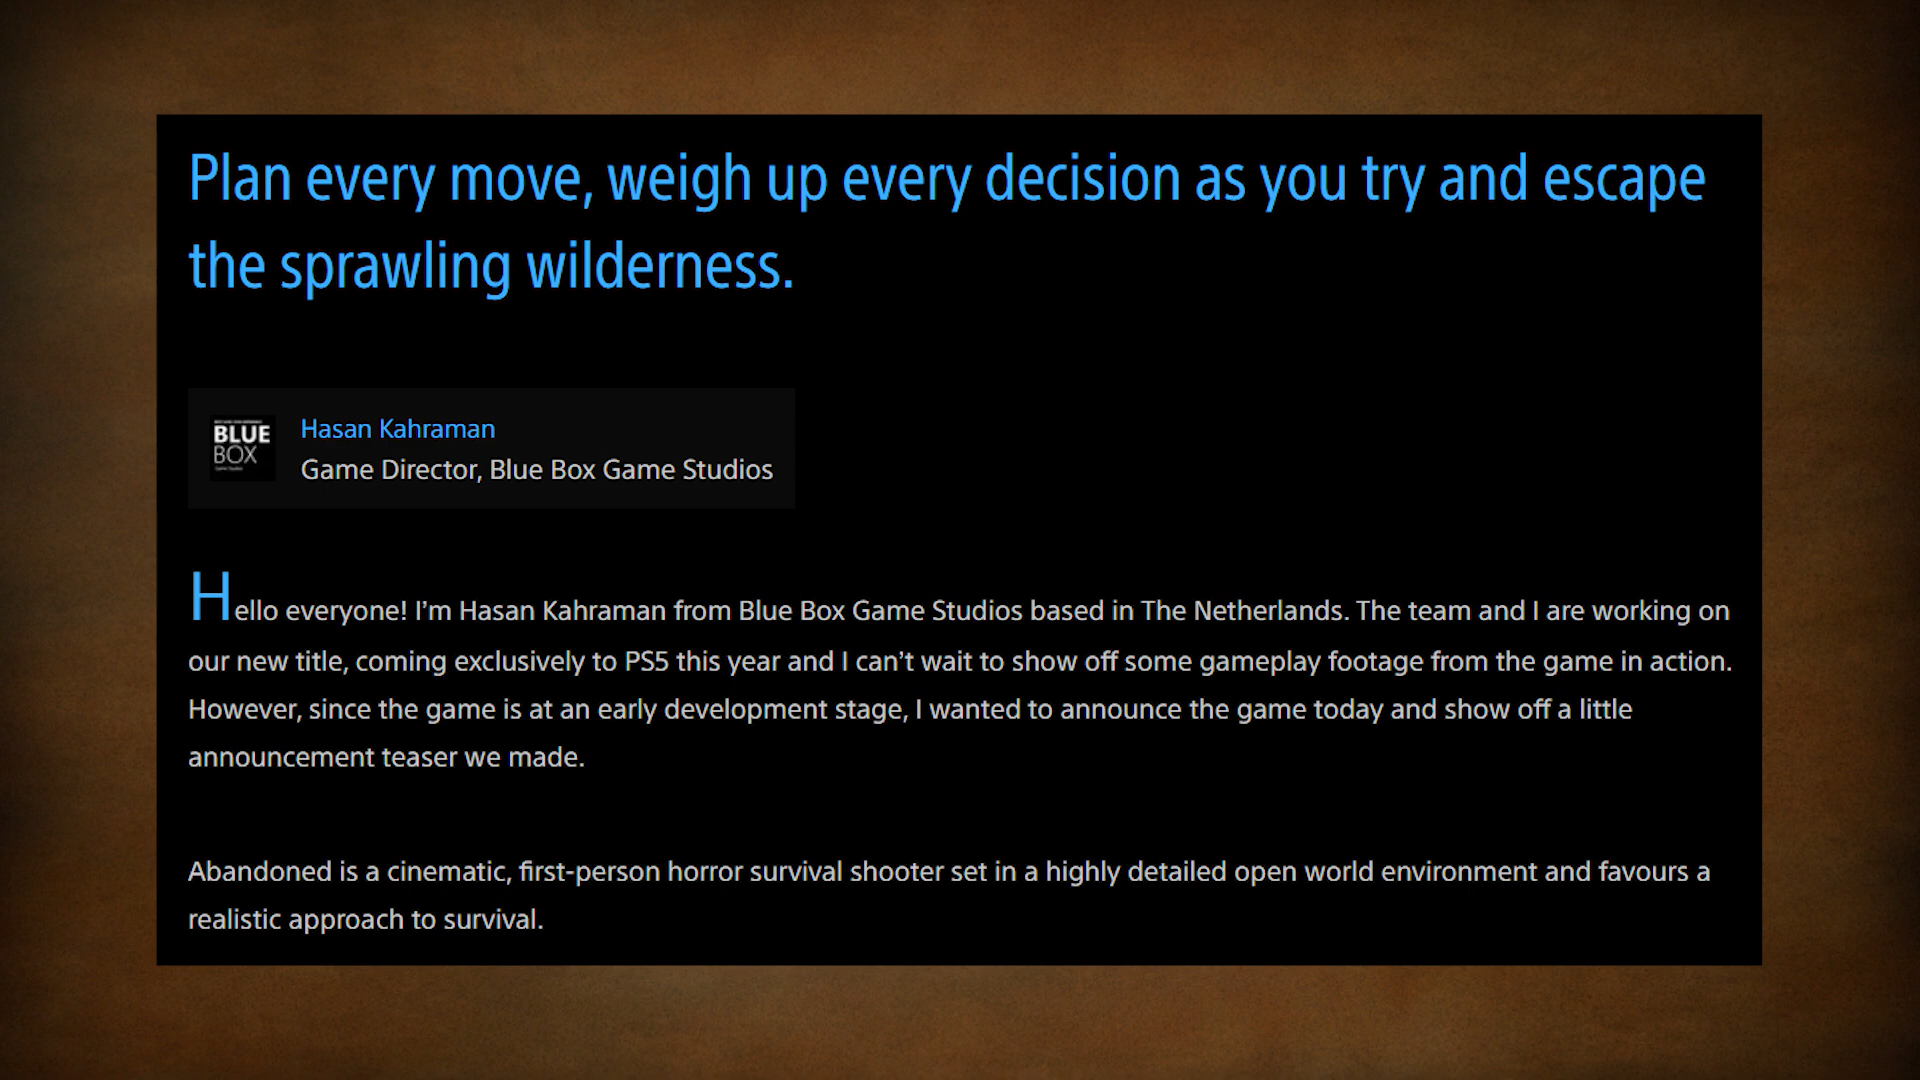 Plan every move, weigh up every decision as you try and escape
the sprawling wilderness.
BLUE
BOX
Hasan Kahraman
Game Director, Blue Box Game Studios
Hello everyone! I’m Hasan Kahraman from Blue Box Game Studios based in The Netherlands. The team and I are working on
our new title, coming exclusively to PS5 this year and I can’t wait to show off some gameplay footage from the game in action.
However, since the game is at an early development stage, I wanted to announce the game today and show off a little
announcement teaser we made.
Abandoned is a cinematic, first-person horror survival shooter set in a highly detailed open world environment and favours a
realistic approach to survival.